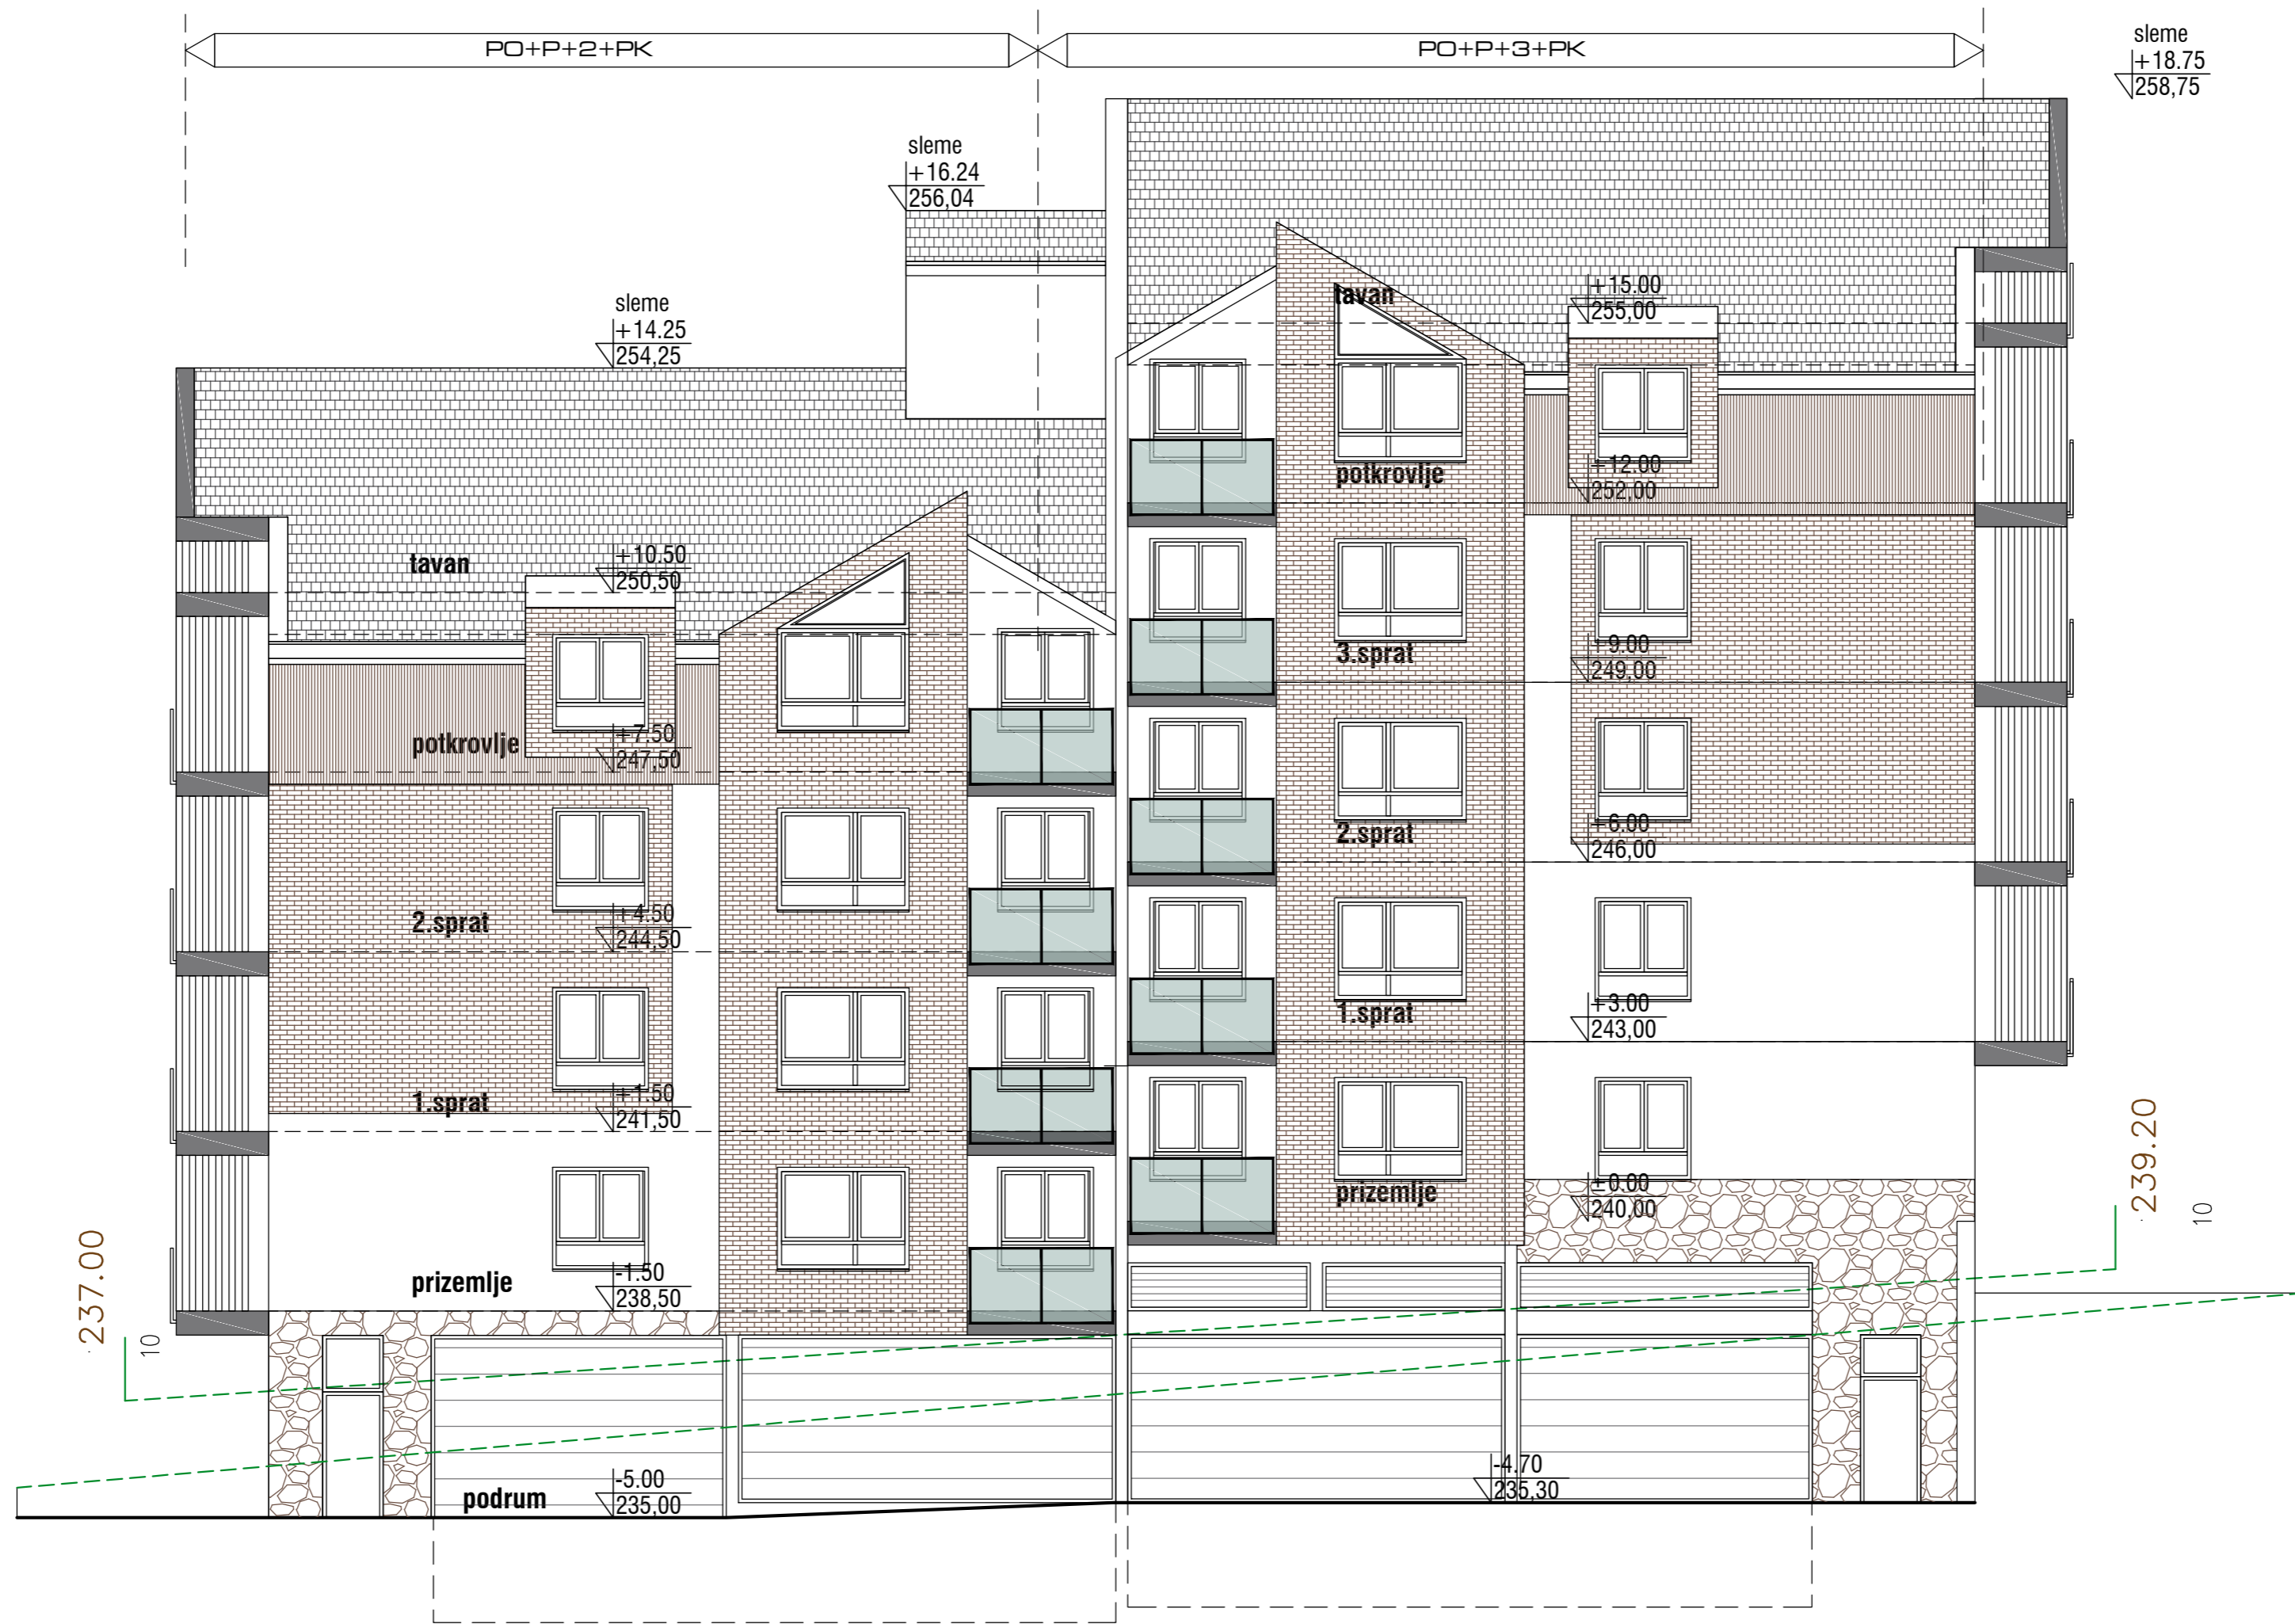 PO+P+2+PK
PO+P+3+PK
sleme
+18.75
258,75
sleme
+16.24
256,04
sleme
+14.25
254,25
tavan
+15.00
255,00
potkrovlje
+12.00
252,00
tavan
+10.50
250,50
3.sprat
+9.00
249,00
potkrovlje
+7.50
247,50
2.sprat
+6.00
246,00
2.sprat
+4.50
244,50
1.sprat
+3.00
243,00
1.sprat
+1.50
241,50
prizemlje
+0.00
240,00
239.20
10
prizemlje
-1.50
238,50
237.00
10
podrum
-5.00
235,00
-4.70
235,30